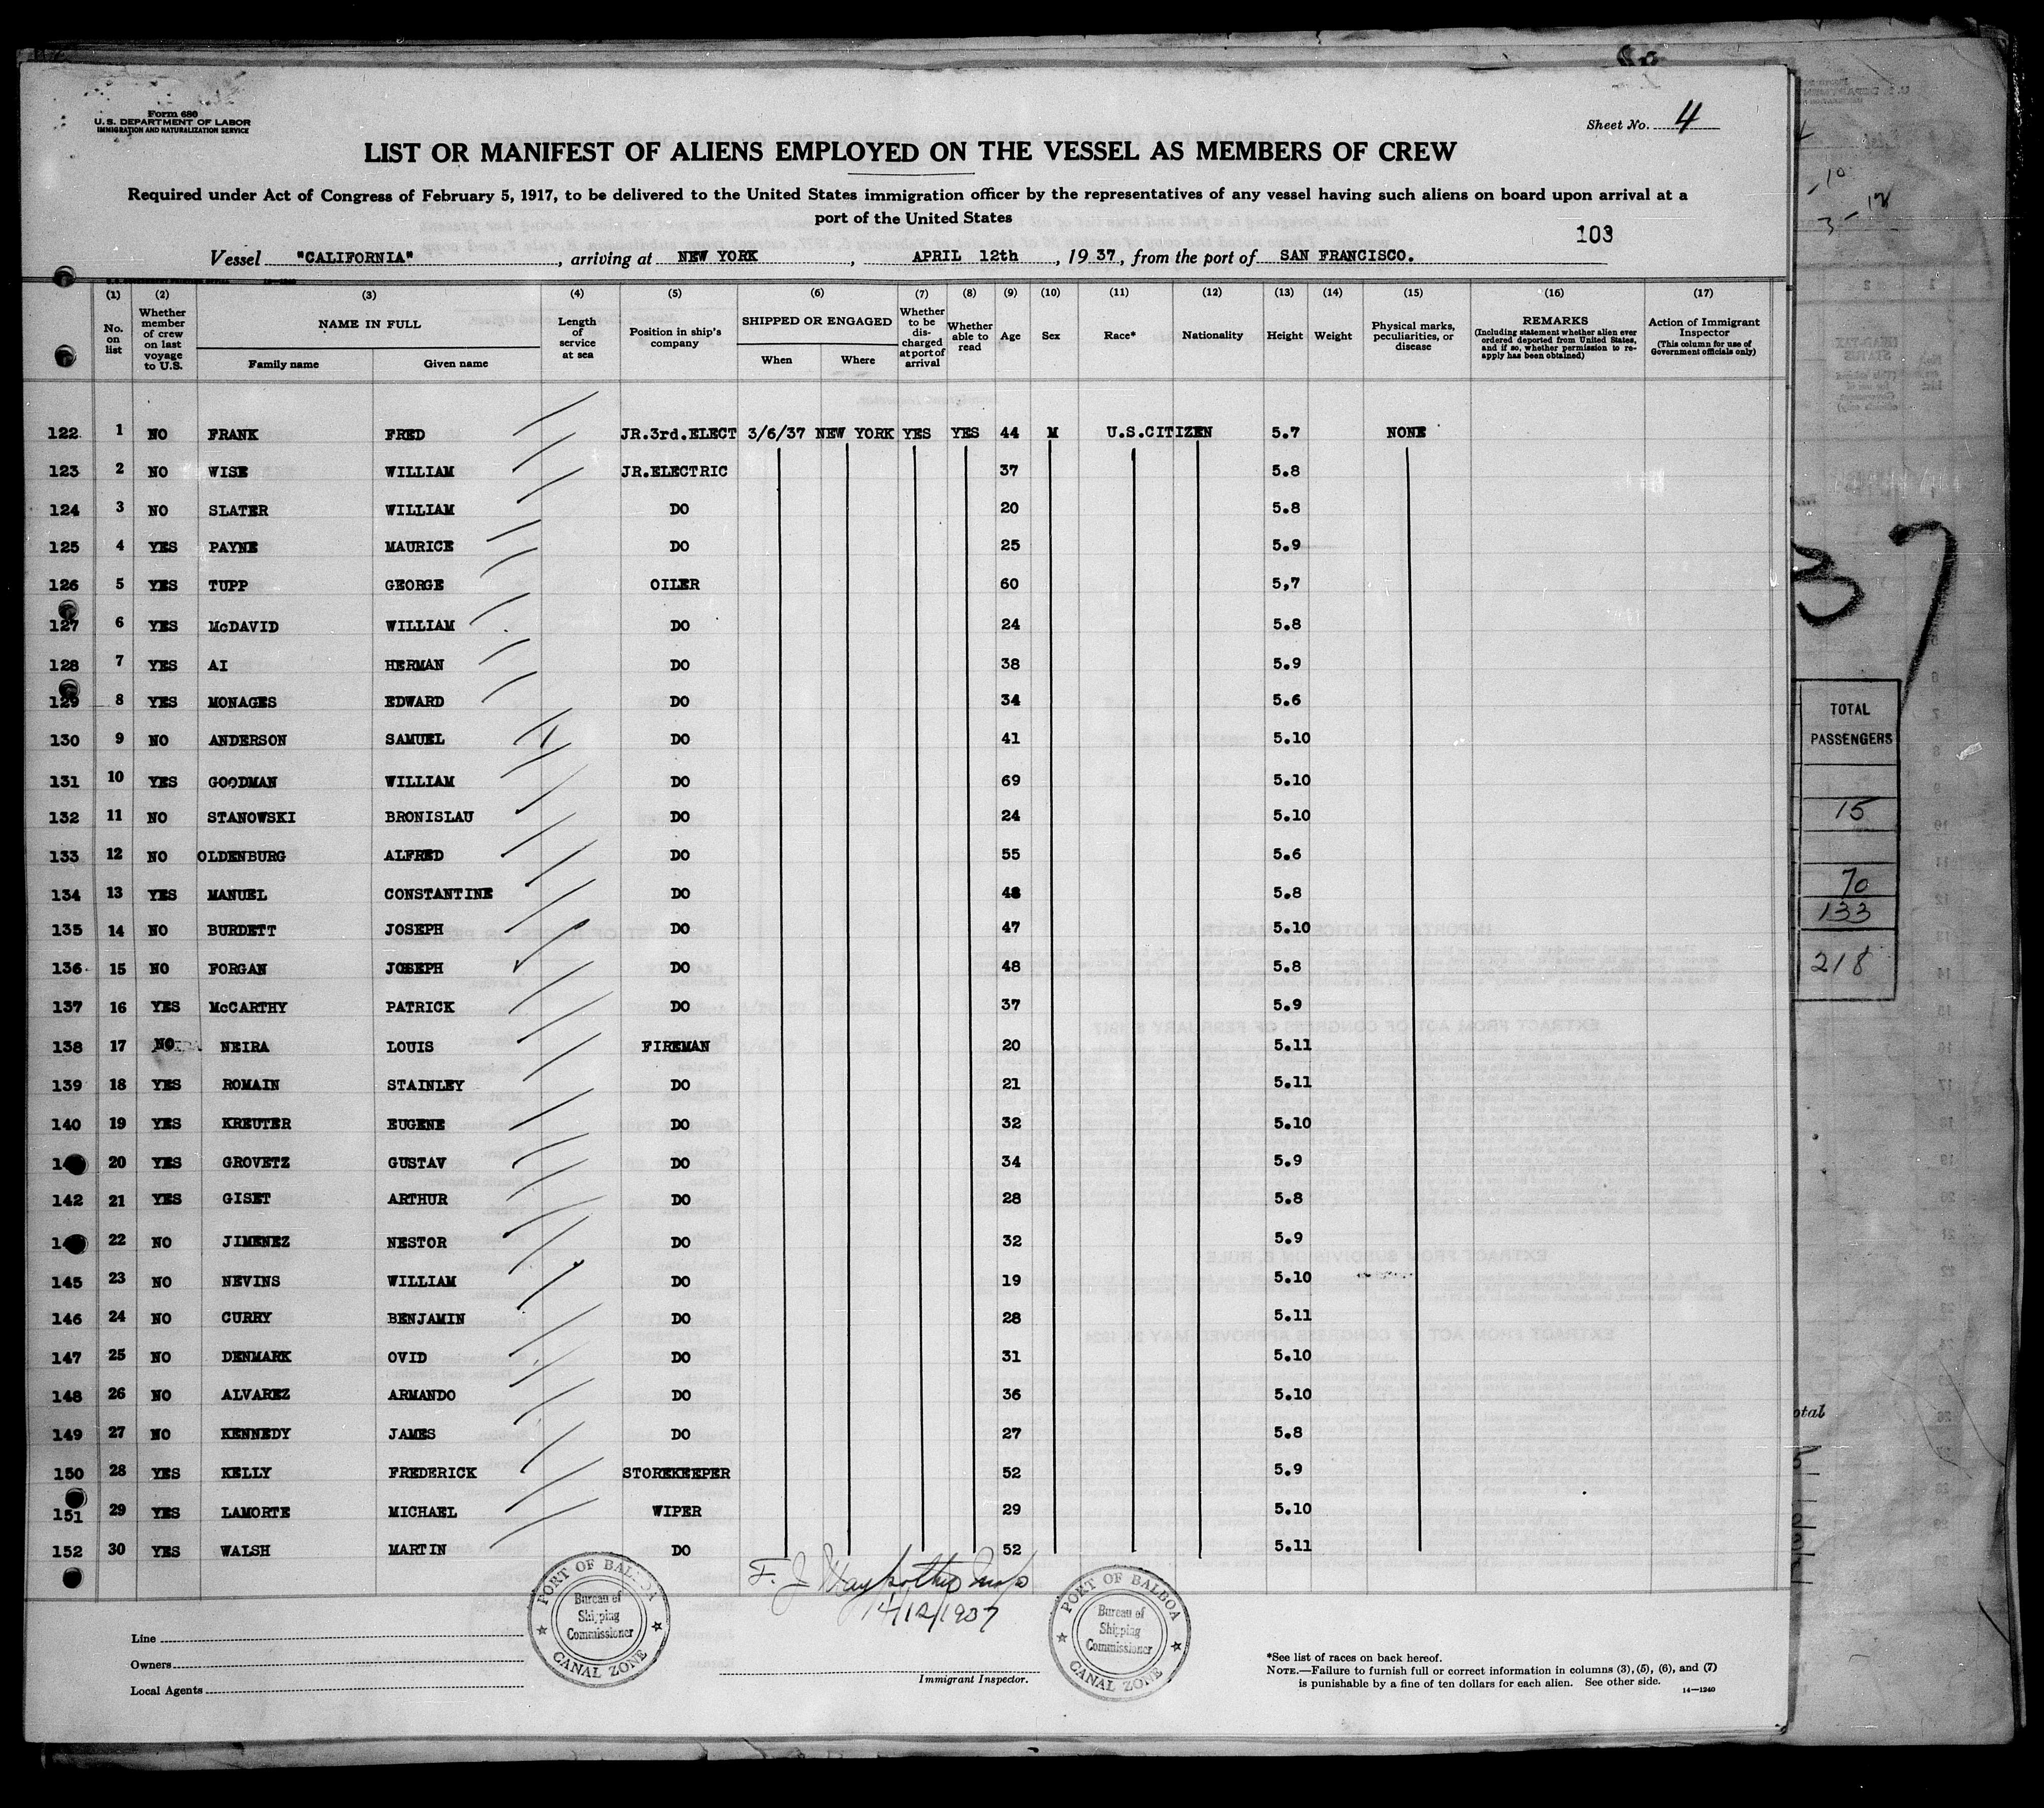 Form 680
U. S. DEPARTMENT OF LABOR
IMMIGRATION AND NATURALIZATION SERVICE
Sheet No. 4
LIST OR MANIFEST OF ALIENS EMPLOYED ON THE VESSEL AS MEMBERS OF CREW
Required under Act of Congress of February 5, 1917, to be delivered to the United States immigration officer by the representatives of any vessel having such aliens on board upon arrival at a
port of the United States
103
Vessel "CALIFORNIA", arriving at NEW YORK, APRIL 12th, 1937, from the port of SAN FRANCISCO.
(1) (2) (3) (4) (5) (6) (7) (8) (9) (10) (11) (12) (13) (14) (15) (16) (17)
No. on list
Whether member of crew on last voyage to U.S.
NAME IN FULL
Family name Given name
Length of service at sea
Position in ship's company
SHIPPED OR ENGAGED
When Where
Whether to be discharged at port of arrival
Whether able to read
Age Sex Race* Nationality Height Weight
Physical marks, peculiarities, or disease
REMARKS
(Including statement whether alien ever ordered deported from United States, and if so, whether permission to reapply has been obtained)
Action of Immigrant Inspector
(This column for use of Government officials only)
122 1 NO FRANK FRED JR.3rd.ELECT 3/6/37 NEW YORK YES YES 44 M U.S.CITIZEN 5.7 NONE
123 2 NO WISE WILLIAM JR.ELECTRIC 37 5.8
124 3 NO SLATER WILLIAM DO 20 5.8
125 4 YES PAYNE MAURICE DO 25 5.9
126 5 YES TUPP GEORGE OILER 60 5,7
127 6 YES McDAVID WILLIAM DO 24 5.8
128 7 YES AI HERMAN DO 38 5.9
129 8 YES MONAGES EDWARD DO 34 5.6
130 9 NO ANDERSON SAMUEL DO 41 5.10
131 10 YES GOODMAN WILLIAM DO 69 5.10
132 11 NO STANOWSKI BRONISLAU DO 24 5.10
133 12 NO OLDENBURG ALFRED DO 55 5.6
134 13 YES MANUEL CONSTANTINE DO 48 5.8
135 14 NO BURDETT JOSEPH DO 47 5.10
136 15 NO FORGAN JOSEPH DO 48 5.8
137 16 YES McCARTHY PATRICK DO 37 5.9
138 17 NO NEIRA LOUIS FIREMAN 20 5.11
139 18 YES ROMAIN STAINLEY DO 21 5.11
140 19 YES KREUTER EUGENE DO 32 5.10
20 YES GROVETZ GUSTAV DO 34 5.9
142 21 YES GISET ARTHUR DO 28 5.8
22 NO JIMENEZ NESTOR DO 32 5.9
145 23 NO NEVINS WILLIAM DO 19 5.10
146 24 NO CURRY BENJAMIN DO 28 5.11
147 25 NO DENMARK OVID DO 31 5.10
148 26 NO ALVAREZ ARMANDO DO 36 5.10
149 27 NO KENNEDY JAMES DO 27 5.8
150 28 YES KELLY FREDERICK STOREKEEPER 52 5.9
151 29 YES LAMORTE MICHAEL WIPER 29 5.10
152 30 YES WALSH MARTIN DO 52 5.11
4/12/1937
PORT OF BALBOA
Bureau of
Shipping
Commissioner
CANAL ZONE
PORT OF BALBOA
Bureau of
Shipping
Commissioner
CANAL ZONE
Line
Owners
Local Agents
Immigrant Inspector.
*See list of races on back hereof.
NOTE.—Failure to furnish full or correct information in columns (3), (5), (6), and (7)
is punishable by a fine of ten dollars for each alien. See other side.
14—1240
37
TOTAL
PASSENGERS
15
70
133
218